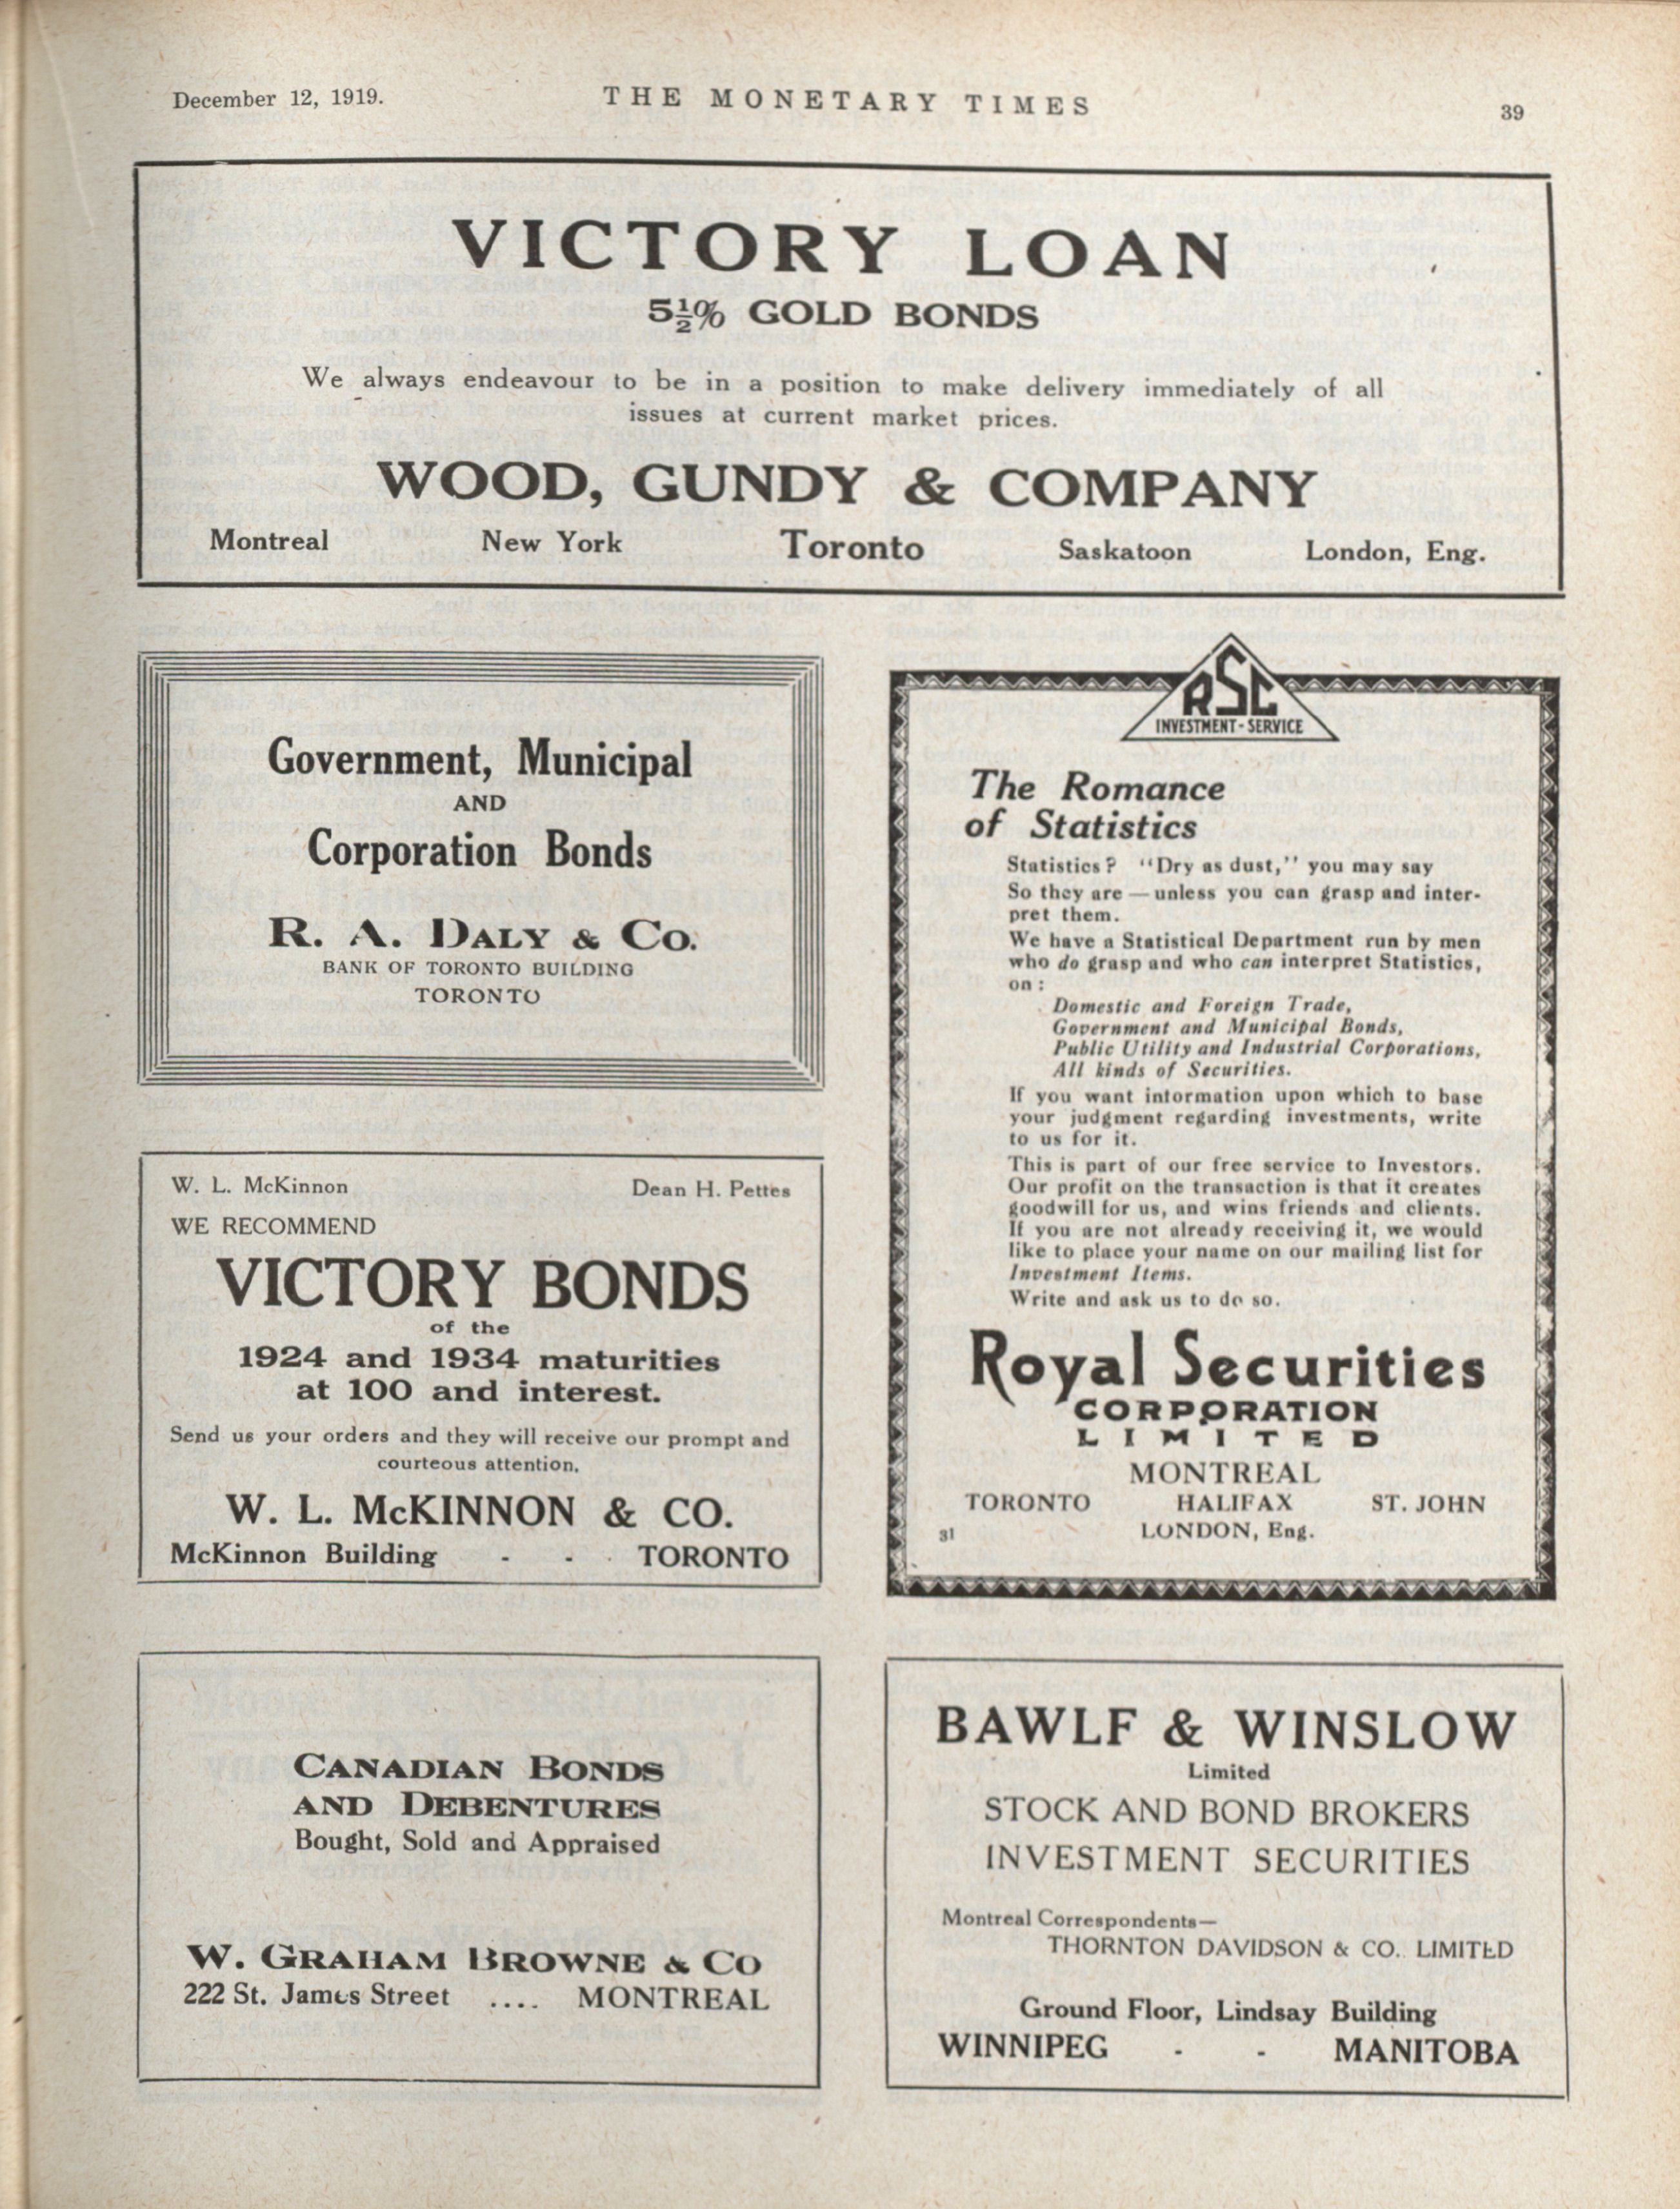 December 12, 1919.
THE MONETARY TIMES
39
VICTORY LOAN
5½% GOLD BONDS
We always endeavour to be in a position to make delivery immediately of all
issues at current market prices.
WOOD, GUNDY & COMPANY
Montreal New York Toronto Saskatoon London, Eng.
Government, Municipal
AND
Corporation Bonds
R. A. DALY & CO.
BANK OF TORONTO BUILDING
TORONTO
W. L. McKinnon Dean H. Pettes
WE RECOMMEND
VICTORY BONDS
of the
1924 and 1934 maturities
at 100 and interest.
Send us your orders and they will receive our prompt and
courteous attention.
W. L. McKINNON & CO.
McKinnon Building - - TORONTO
CANADIAN BONDS
AND DEBENTURES
Bought, Sold and Appraised
W. GRAHAM BROWNE & CO
222 St. James Street .... MONTREAL
RSC
INVESTMENT-SERVICE
The Romance
of Statistics
Statistics? "Dry as dust," you may say
So they are — unless you can grasp and inter-
pret them.
We have a Statistical Department run by men
who do grasp and who can interpret Statistics,
on:
Domestic and Foreign Trade,
Government and Municipal Bonds,
Public Utility and Industrial Corporations,
All kinds of Securities.
If you want intormation upon which to base
your judgment regarding investments, write
to us for it.
This is part of our free service to Investors.
Our profit on the transaction is that it creates
goodwill for us, and wins friends and clients.
If you are not already receiving it, we would
like to place your name on our mailing list for
Investment Items.
Write and ask us to do so.
Royal Securities
CORPORATION
LIMITED
MONTREAL
TORONTO HALIFAX ST. JOHN
31 LONDON, Eng.
BAWLF & WINSLOW
Limited
STOCK AND BOND BROKERS
INVESTMENT SECURITIES
Montreal Correspondents—
THORNTON DAVIDSON & CO. LIMITED
Ground Floor, Lindsay Building
WINNIPEG - - MANITOBA